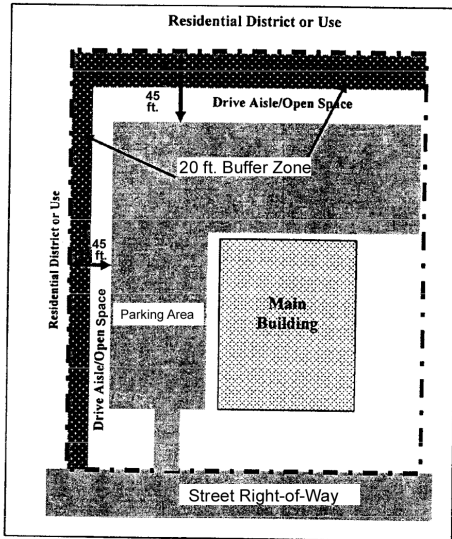 Residential District or Use
45
ft.
Drive Aisle/Open Space
20 ft. Buffer Zone
Residential District or Use
45
ft.
Drive Aisle/Open Space
Parking Area
Main
Building
Street Right-of-Way